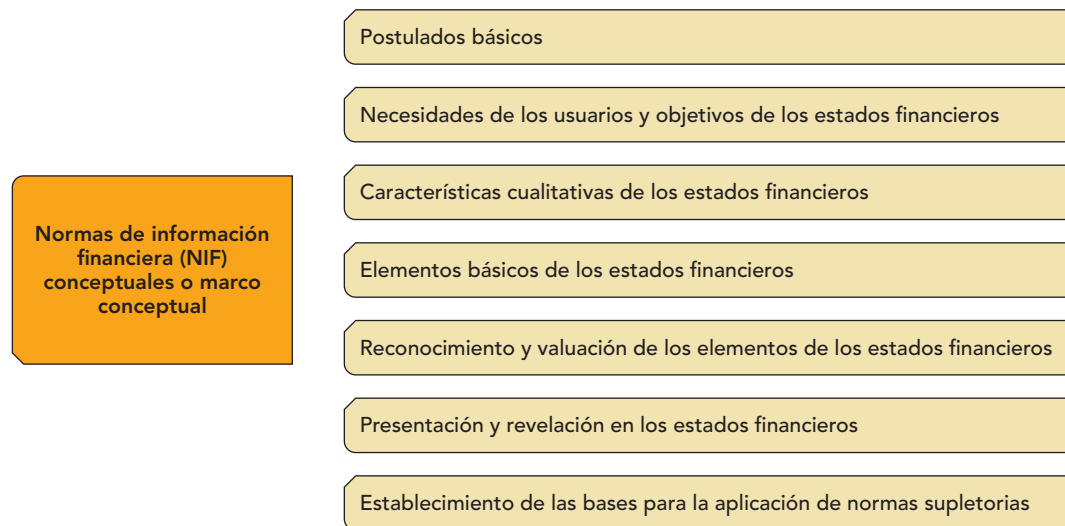 Postulados básicos
Necesidades de los usuarios y objetivos de los estados financieros
Características cualitativas de los estados financieros
Normas de información
financiera (NIF)
conceptuales o marco
conceptual
Elementos básicos de los estados financieros
Reconocimiento y valuación de los elementos de los estados financieros
Presentación y revelación en los estados financieros
Establecimiento de las bases para la aplicación de normas supletorias